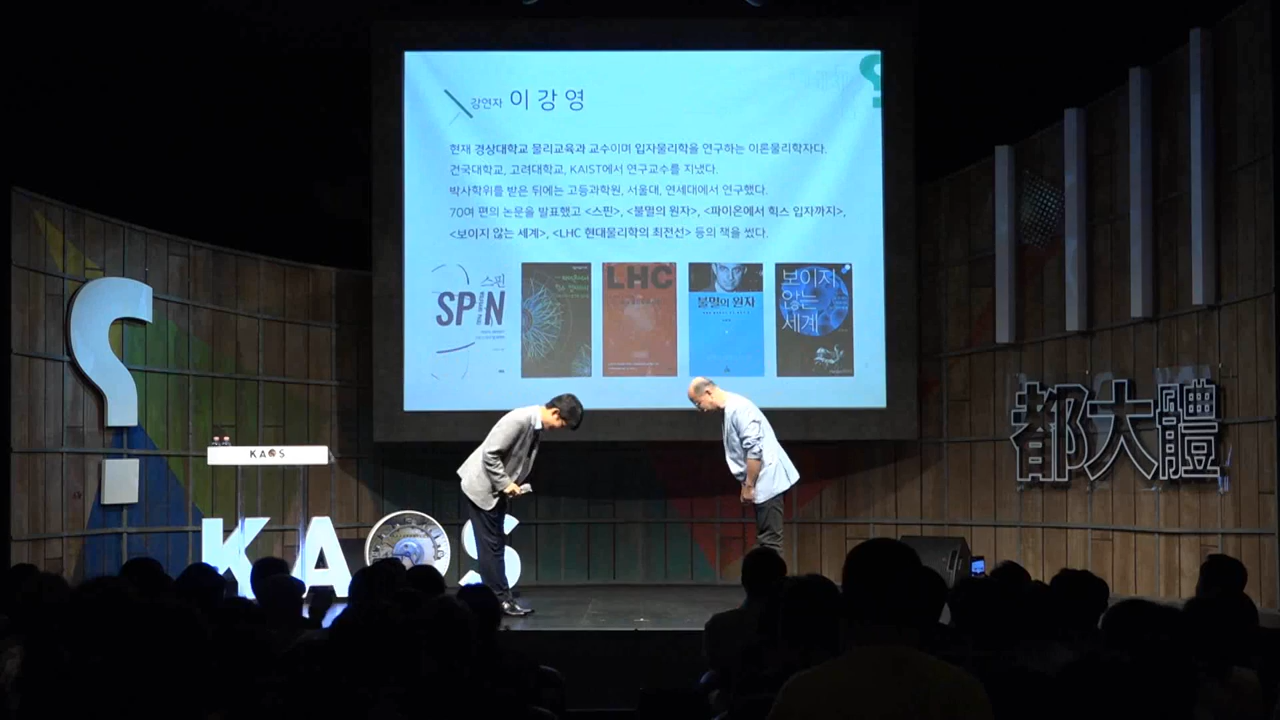 강연자 이강영
현재 경상대학교 물리교육과 교수이며 입자물리학을 연구하는 이론물리학자다.
건국대학교, 고려대학교, KAIST에서 연구교수를 지냈다.
박사학위를 받은 뒤에는 고등과학원, 서울대, 연세대에서 연구했다.
70여 편의 논문을 발표했고 <스핀>, <불멸의 원자>, <파이온에서 힉스 입자까지>,
<보이지 않는 세계>, <LHC 현대물리학의 최전선> 등의 책을 썼다.
스핀
SPIN
LHC
불멸의 원자
보이지
않는
세계
都大體
KAOS
KAOS